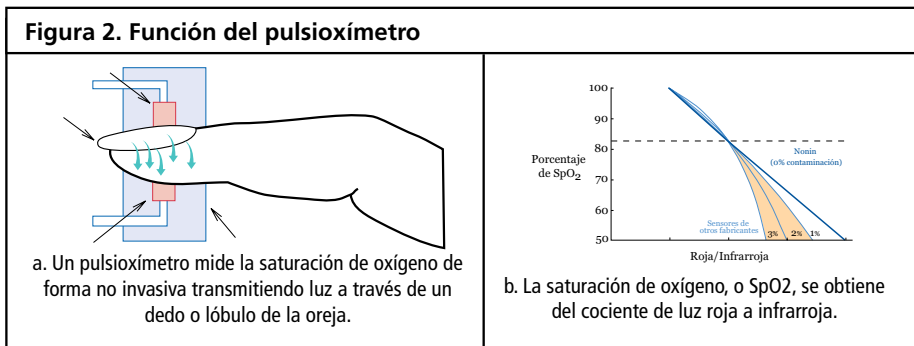 Figura 2. Función del pulsioxímetro
a. Un pulsioxímetro mide la saturación de oxígeno de
forma no invasiva transmitiendo luz a través de un
dedo o lóbulo de la oreja.
100
90
80
70
60
50
Porcentaje
de SpO2
Nonin
(0% contaminación)
Sensores de
otros fabricantes
3% 2% 1%
Roja/Infrarroja
b. La saturación de oxígeno, o SpO2, se obtiene
del cociente de luz roja a infrarroja.